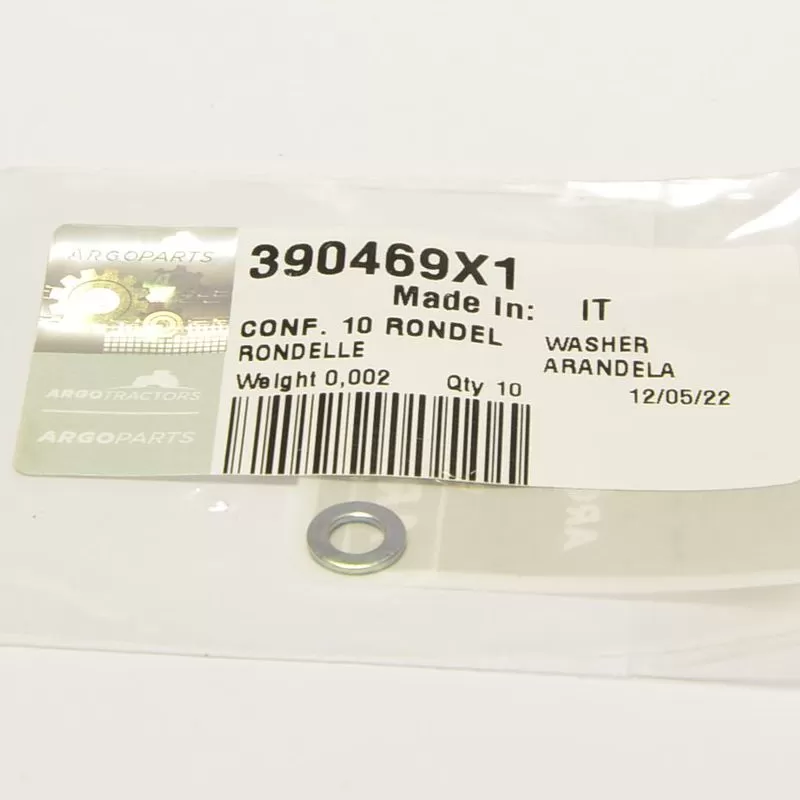 ARGOPARTS
390469X1
Made In: IT
CONF. 10 RONDEL
WASHER
RONDELLE
ARANDELA
Weight 0,002
Qty 10
12/05/22
ARGOTRACTORS
ARGOPARTS